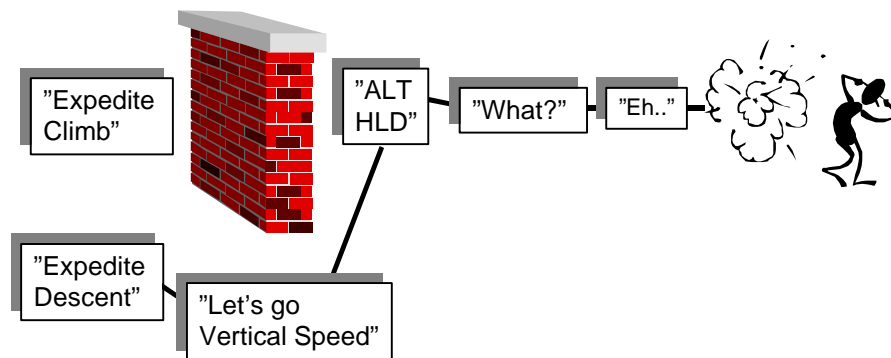 ”Expedite
Climb”
”ALT
HLD”
”What?”
”Eh..”
”Expedite
Descent”
”Let’s go
Vertical Speed”